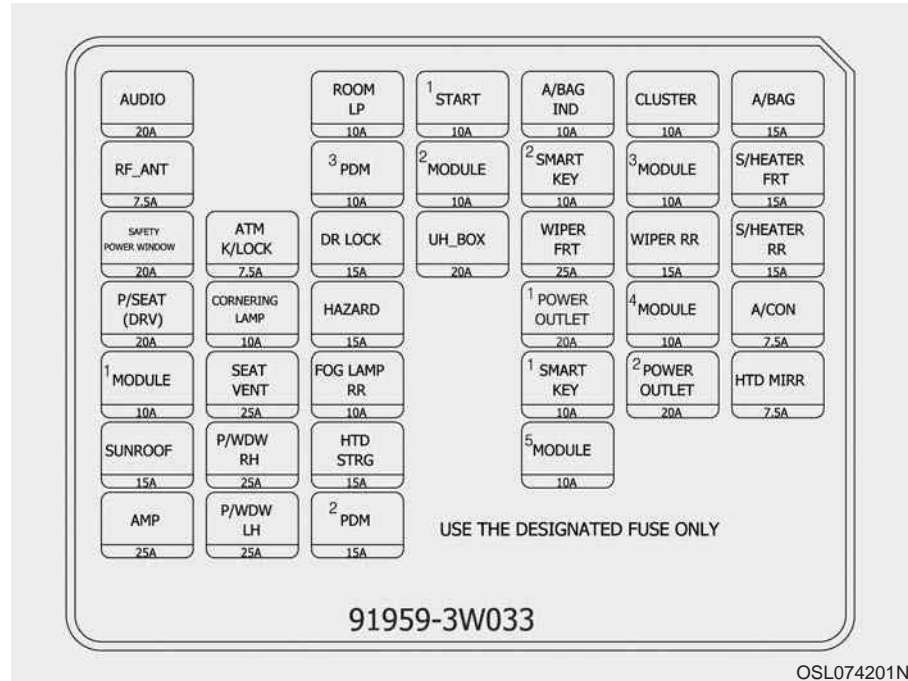 AUDIO
20A
ROOM
LP
10A
1 START
10A
A/BAG
IND
10A
CLUSTER
10A
A/BAG
15A
RF_ANT
7.5A
3 PDM
10A
2 MODULE
10A
2 SMART
KEY
10A
3 MODULE
10A
S/HEATER
FRT
15A
SAFETY
POWER WINDOW
20A
ATM
K/LOCK
7.5A
DR LOCK
15A
UH_BOX
20A
WIPER
FRT
25A
WIPER RR
15A
S/HEATER
RR
15A
P/SEAT
(DRV)
20A
CORNERING
LAMP
10A
HAZARD
15A
1 POWER
OUTLET
20A
4 MODULE
10A
A/CON
7.5A
1 MODULE
10A
SEAT
VENT
25A
FOG LAMP
RR
10A
1 SMART
KEY
10A
2 POWER
OUTLET
20A
HTD MIRR
7.5A
SUNROOF
15A
P/WDW
RH
25A
HTD
STRG
15A
5 MODULE
10A
AMP
25A
P/WDW
LH
25A
2 PDM
15A
USE THE DESIGNATED FUSE ONLY
91959-3W033
OSL074201N